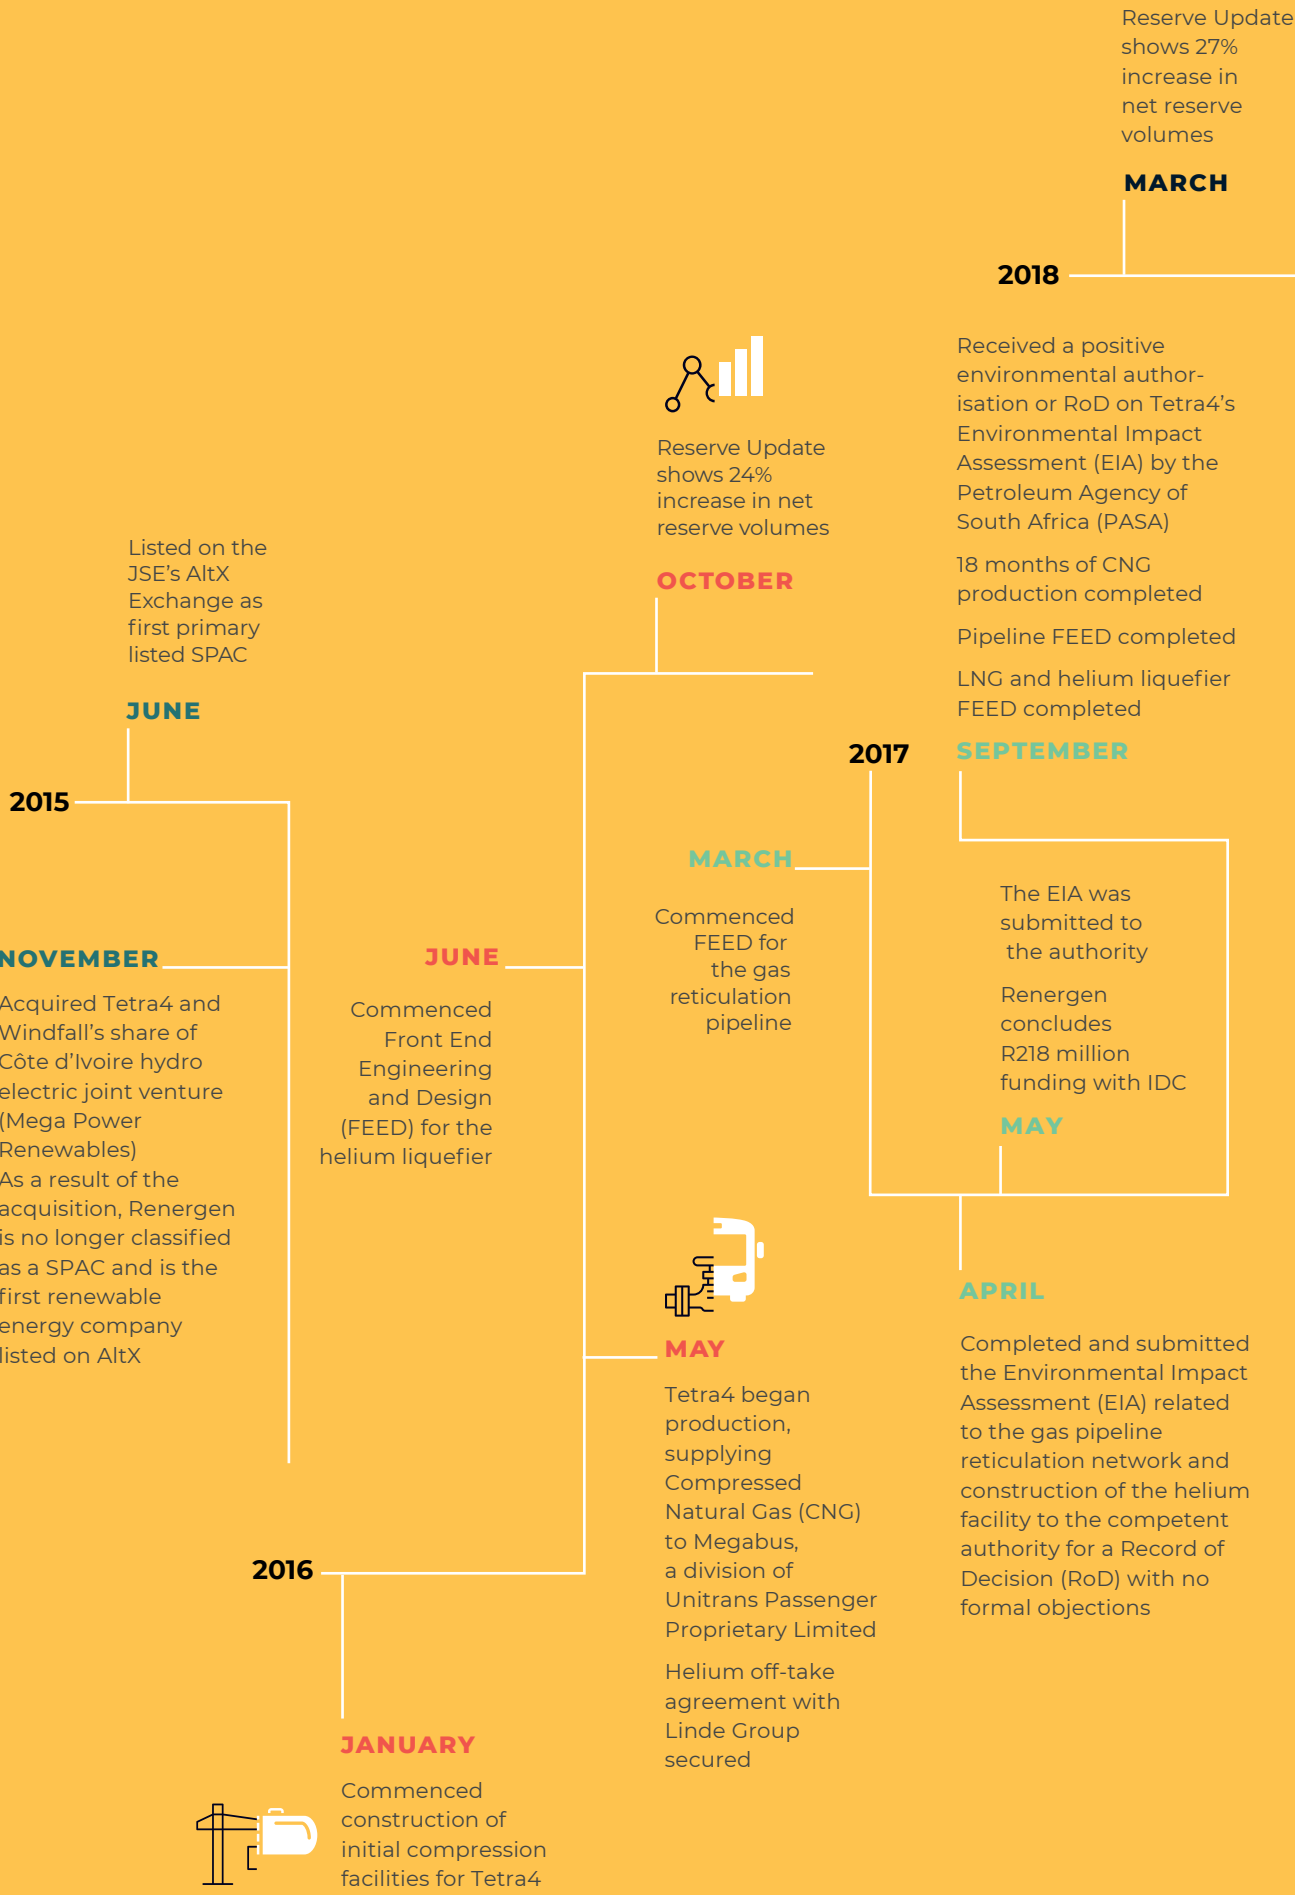 Reserve Update
shows 27%
increase in
net reserve
volumes
MARCH
2018
Received a positive
environmental author-
isation or RoD on Tetra4’s
Environmental Impact
Assessment (EIA) by the
Petroleum Agency of
South Africa (PASA)
18 months of CNG
production completed
Pipeline FEED completed
LNG and helium liquefier
FEED completed
SEPTEMBER
Reserve Update
shows 24%
increase in net
reserve volumes
OCTOBER
Listed on the
JSE’s AltX
Exchange as
first primary
listed SPAC
JUNE
2015
NOVEMBER
Acquired Tetra4 and
Windfall’s share of
Côte d’Ivoire hydro
electric joint venture
(Mega Power
Renewables)
As a result of the
acquisition, Renergen
is no longer classified
as a SPAC and is the
first renewable
energy company
listed on AltX
JUNE
Commenced
Front End
Engineering
and Design
(FEED) for the
helium liquefier
2017
MARCH
Commenced
FEED for
the gas
reticulation
pipeline
The EIA was
submitted to
the authority
Renergen
concludes
R218 million
funding with IDC
MAY
APRIL
Completed and submitted
the Environmental Impact
Assessment (EIA) related
to the gas pipeline
reticulation network and
construction of the helium
facility to the competent
authority for a Record of
Decision (RoD) with no
formal objections
MAY
Tetra4 began
production,
supplying
Compressed
Natural Gas (CNG)
to Megabus,
a division of
Unitrans Passenger
Proprietary Limited
Helium off-take
agreement with
Linde Group
secured
2016
JANUARY
Commenced
construction of
initial compression
facilities for Tetra4